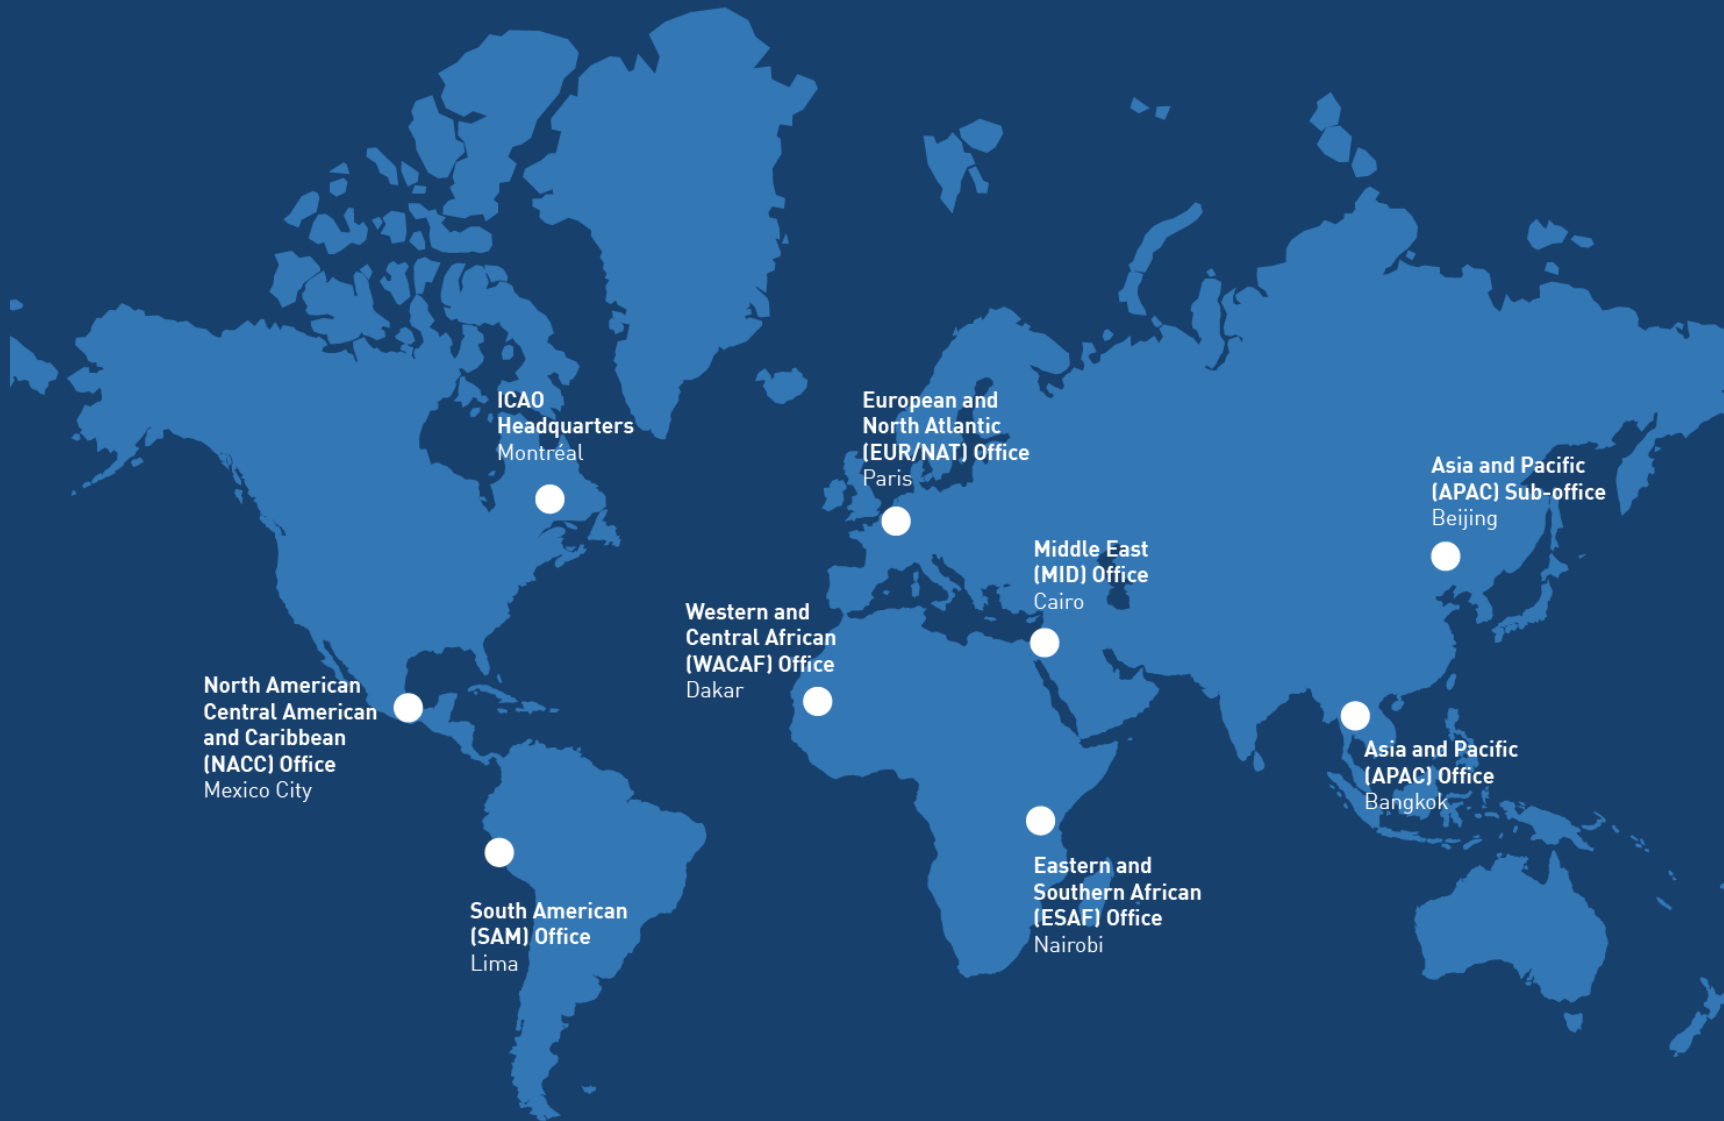 ICAO
Headquarters
Montréal
European and
North Atlantic
(EUR/NAT) Office
Paris
Asia and Pacific
(APAC) Sub-office
Beijing
Middle East
(MID) Office
Cairo
Western and
Central African
(WACAF) Office
Dakar
North American
Central American
and Caribbean
(NACC) Office
Mexico City
Asia and Pacific
(APAC) Office
Bangkok
Eastern and
Southern African
(ESAF) Office
Nairobi
South American
(SAM) Office
Lima